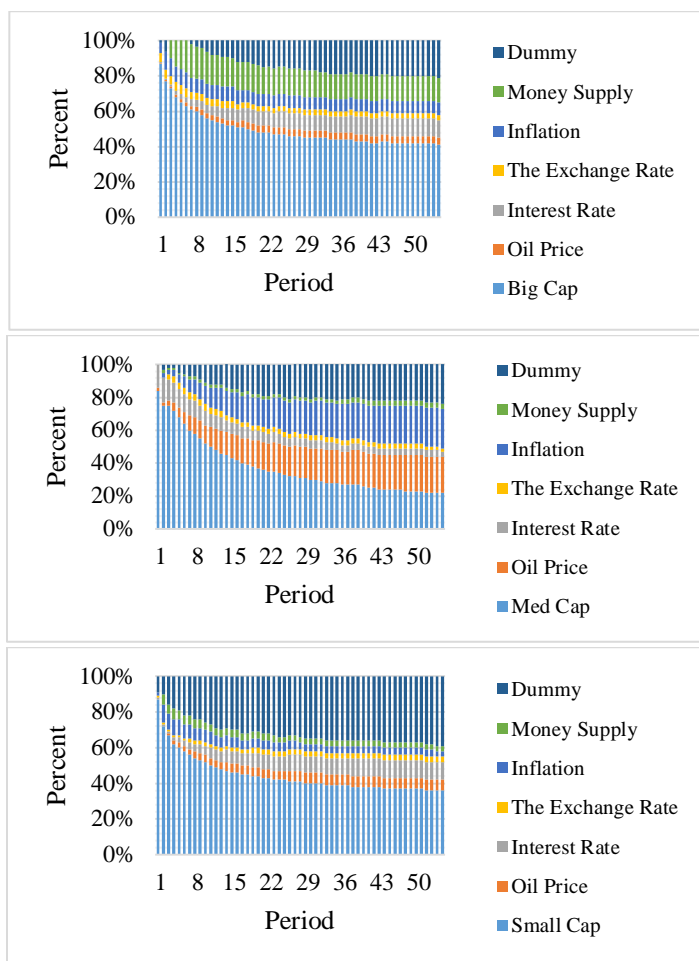 100%
80%
60%
40%
20%
0%
Percent
1 8 15 22 29 36 43 50
Period
Dummy
Money Supply
Inflation
The Exchange Rate
Interest Rate
Oil Price
Big Cap
100%
80%
60%
40%
20%
0%
Percent
1 8 15 22 29 36 43 50
Period
Dummy
Money Supply
Inflation
The Exchange Rate
Interest Rate
Oil Price
Med Cap
100%
80%
60%
40%
20%
0%
Percent
1 8 15 22 29 36 43 50
Period
Dummy
Money Supply
Inflation
The Exchange Rate
Interest Rate
Oil Price
Small Cap